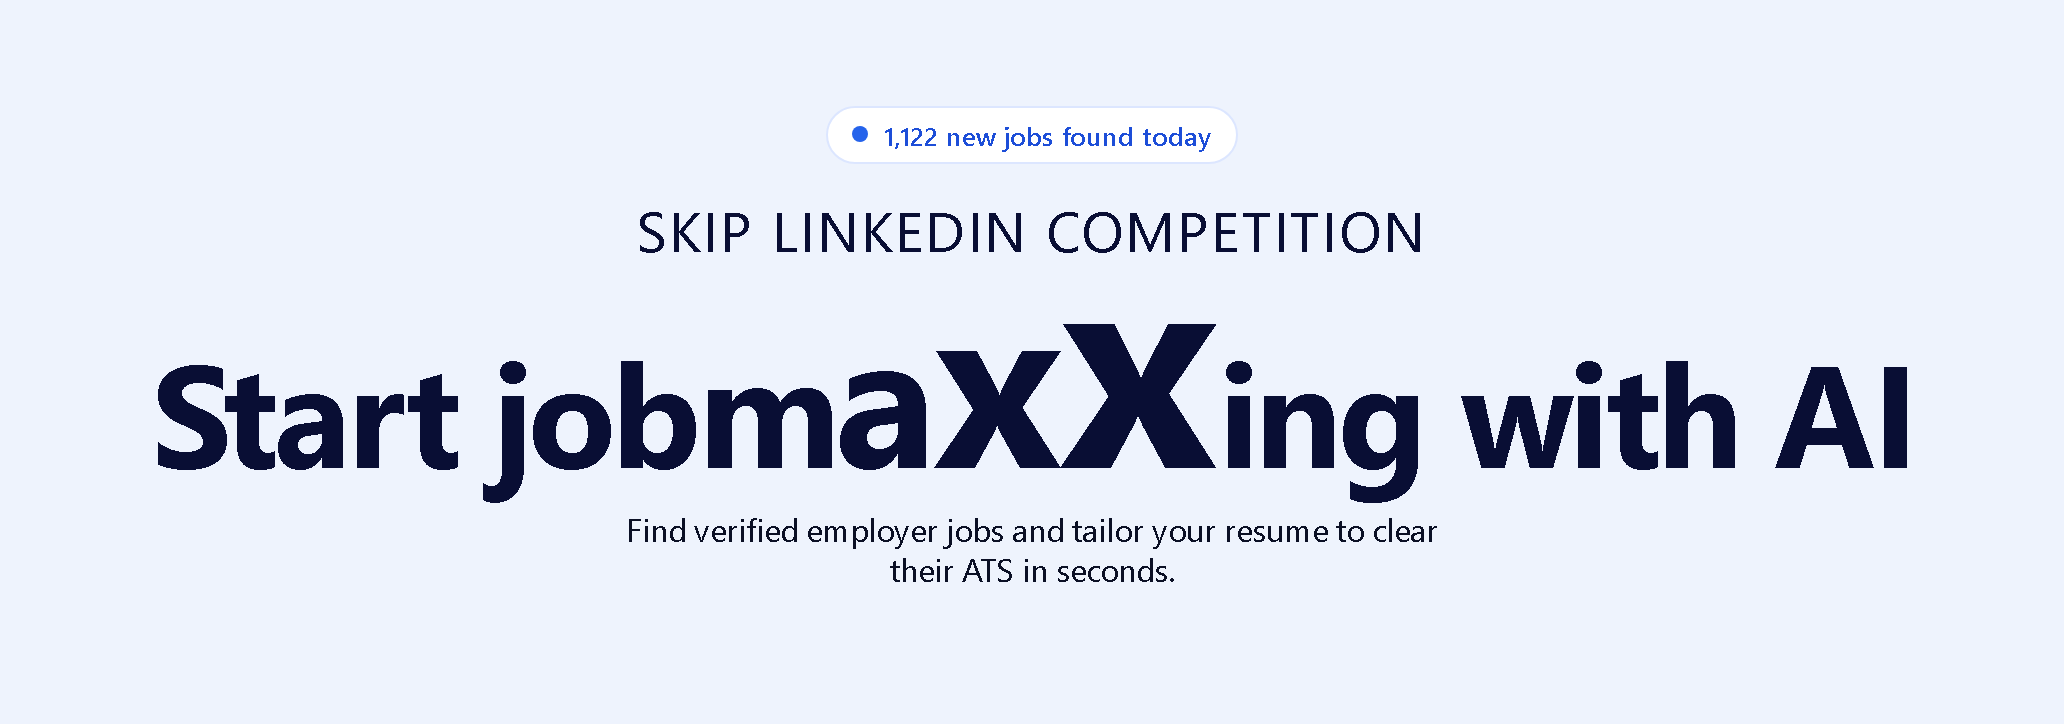 1,122 new jobs found today
SKIP LINKEDIN COMPETITION
Start jobmaxXing with AI
Find verified employer jobs and tailor your resume to clear
their ATS in seconds.